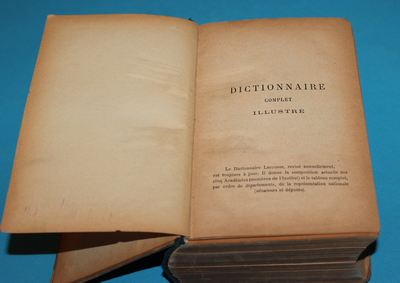 DICTIONNAIRE
COMPLET
ILLUSTRÉ
Le Dictionnaire Larousse, revisé annuellement,
est toujours à jour. Il donne la composition actuelle des
cinq Académies (membres de l'Institut) et le tableau complet,
par ordre de départements, de la représentation nationale
(sénateurs et députés).